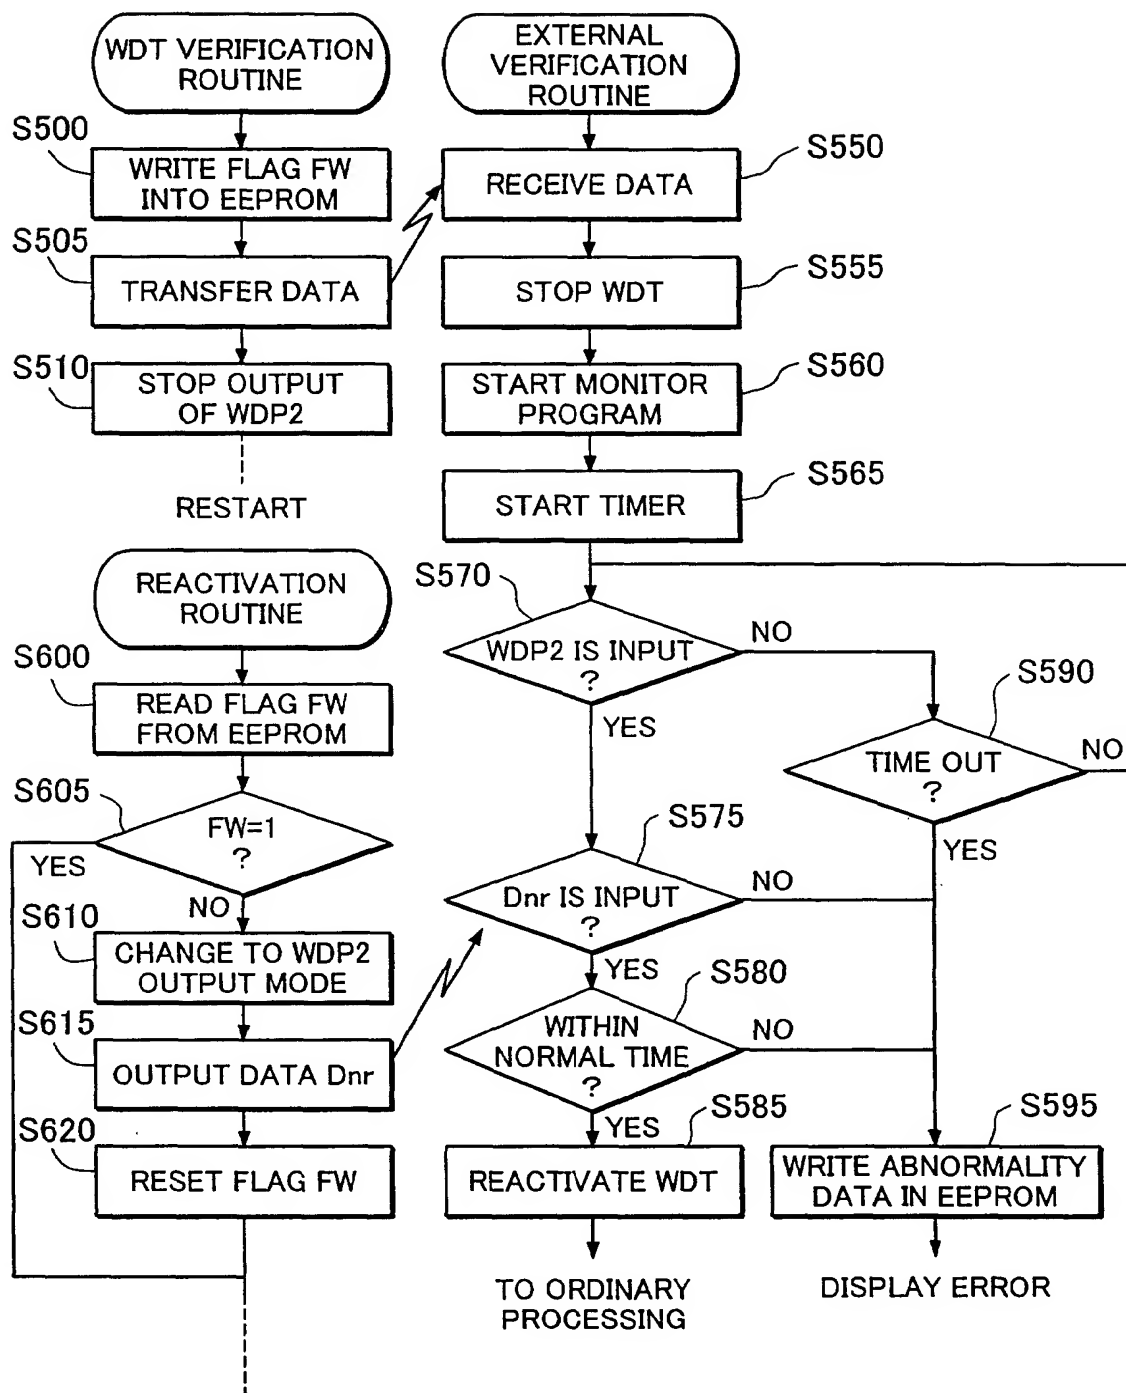 WDT VERIFICATION
ROUTINE
S500
WRITE FLAG FW
INTO EEPROM
S505
TRANSFER DATA
S510
STOP OUTPUT
OF WDP2
RESTART
EXTERNAL
VERIFICATION
ROUTINE
S550
RECEIVE DATA
S555
STOP WDT
S560
START MONITOR
PROGRAM
S565
START TIMER
S570
WDP2 IS INPUT
?
NO
YES
S590
TIME OUT
?
NO
YES
S575
Dnr IS INPUT
?
NO
YES
S580
WITHIN
NORMAL TIME
?
NO
YES
S585
REACTIVATE WDT
TO ORDINARY
PROCESSING
S595
WRITE ABNORMALITY
DATA IN EEPROM
DISPLAY ERROR
REACTIVATION
ROUTINE
S600
READ FLAG FW
FROM EEPROM
S605
FW=1
?
YES
NO
S610
CHANGE TO WDP2
OUTPUT MODE
S615
OUTPUT DATA Dnr
S620
RESET FLAG FW